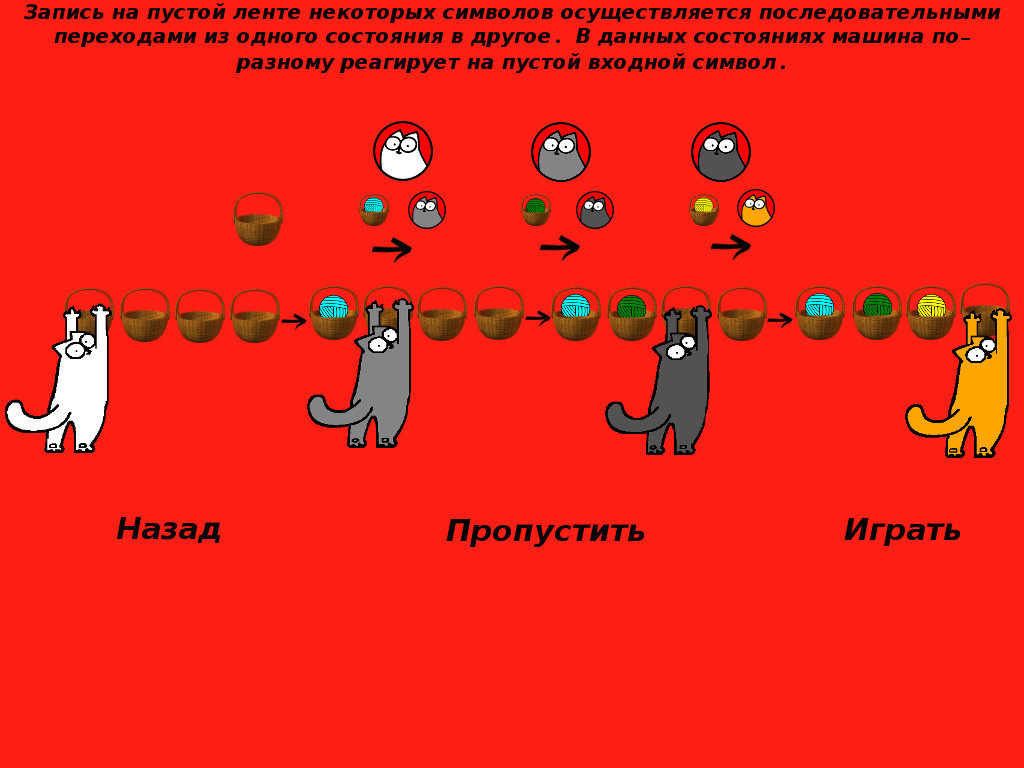 Запись на пустой ленте некоторых символов осуществляется последовательными
переходами из одного состояния в другое. В данных состояниях машина по-
разному реагирует на пустой входной символ.
Назад
Пропустить
Играть